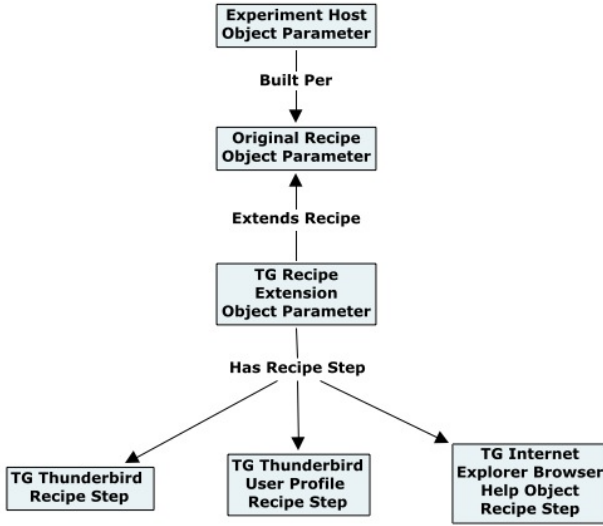 Experiment Host
Object Parameter
Built Per
Original Recipe
Object Parameter
Extends Recipe
TG Recipe
Extension
Object Parameter
Has Recipe Step
TG Thunderbird
Recipe Step
TG Thunderbird
User Profile
Recipe Step
TG Internet
Explorer Browser
Help Object
Recipe Step